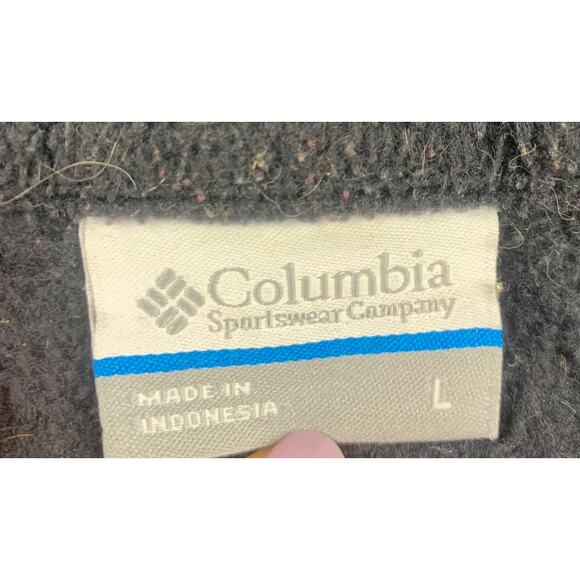 Columbia
Sportswear Company
MADE IN
INDONESIA
L